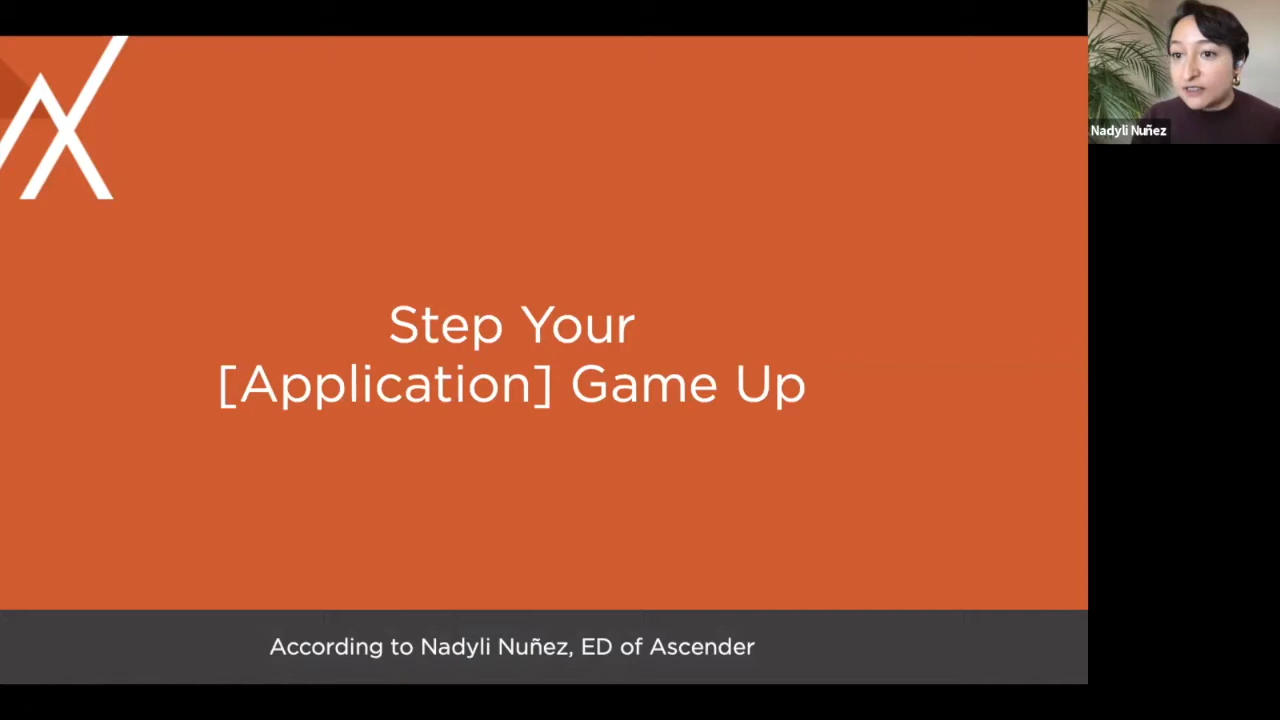 Step Your
[Application] Game Up
According to Nadyli Nuñez, ED of Ascender
Nadyli Nuñez